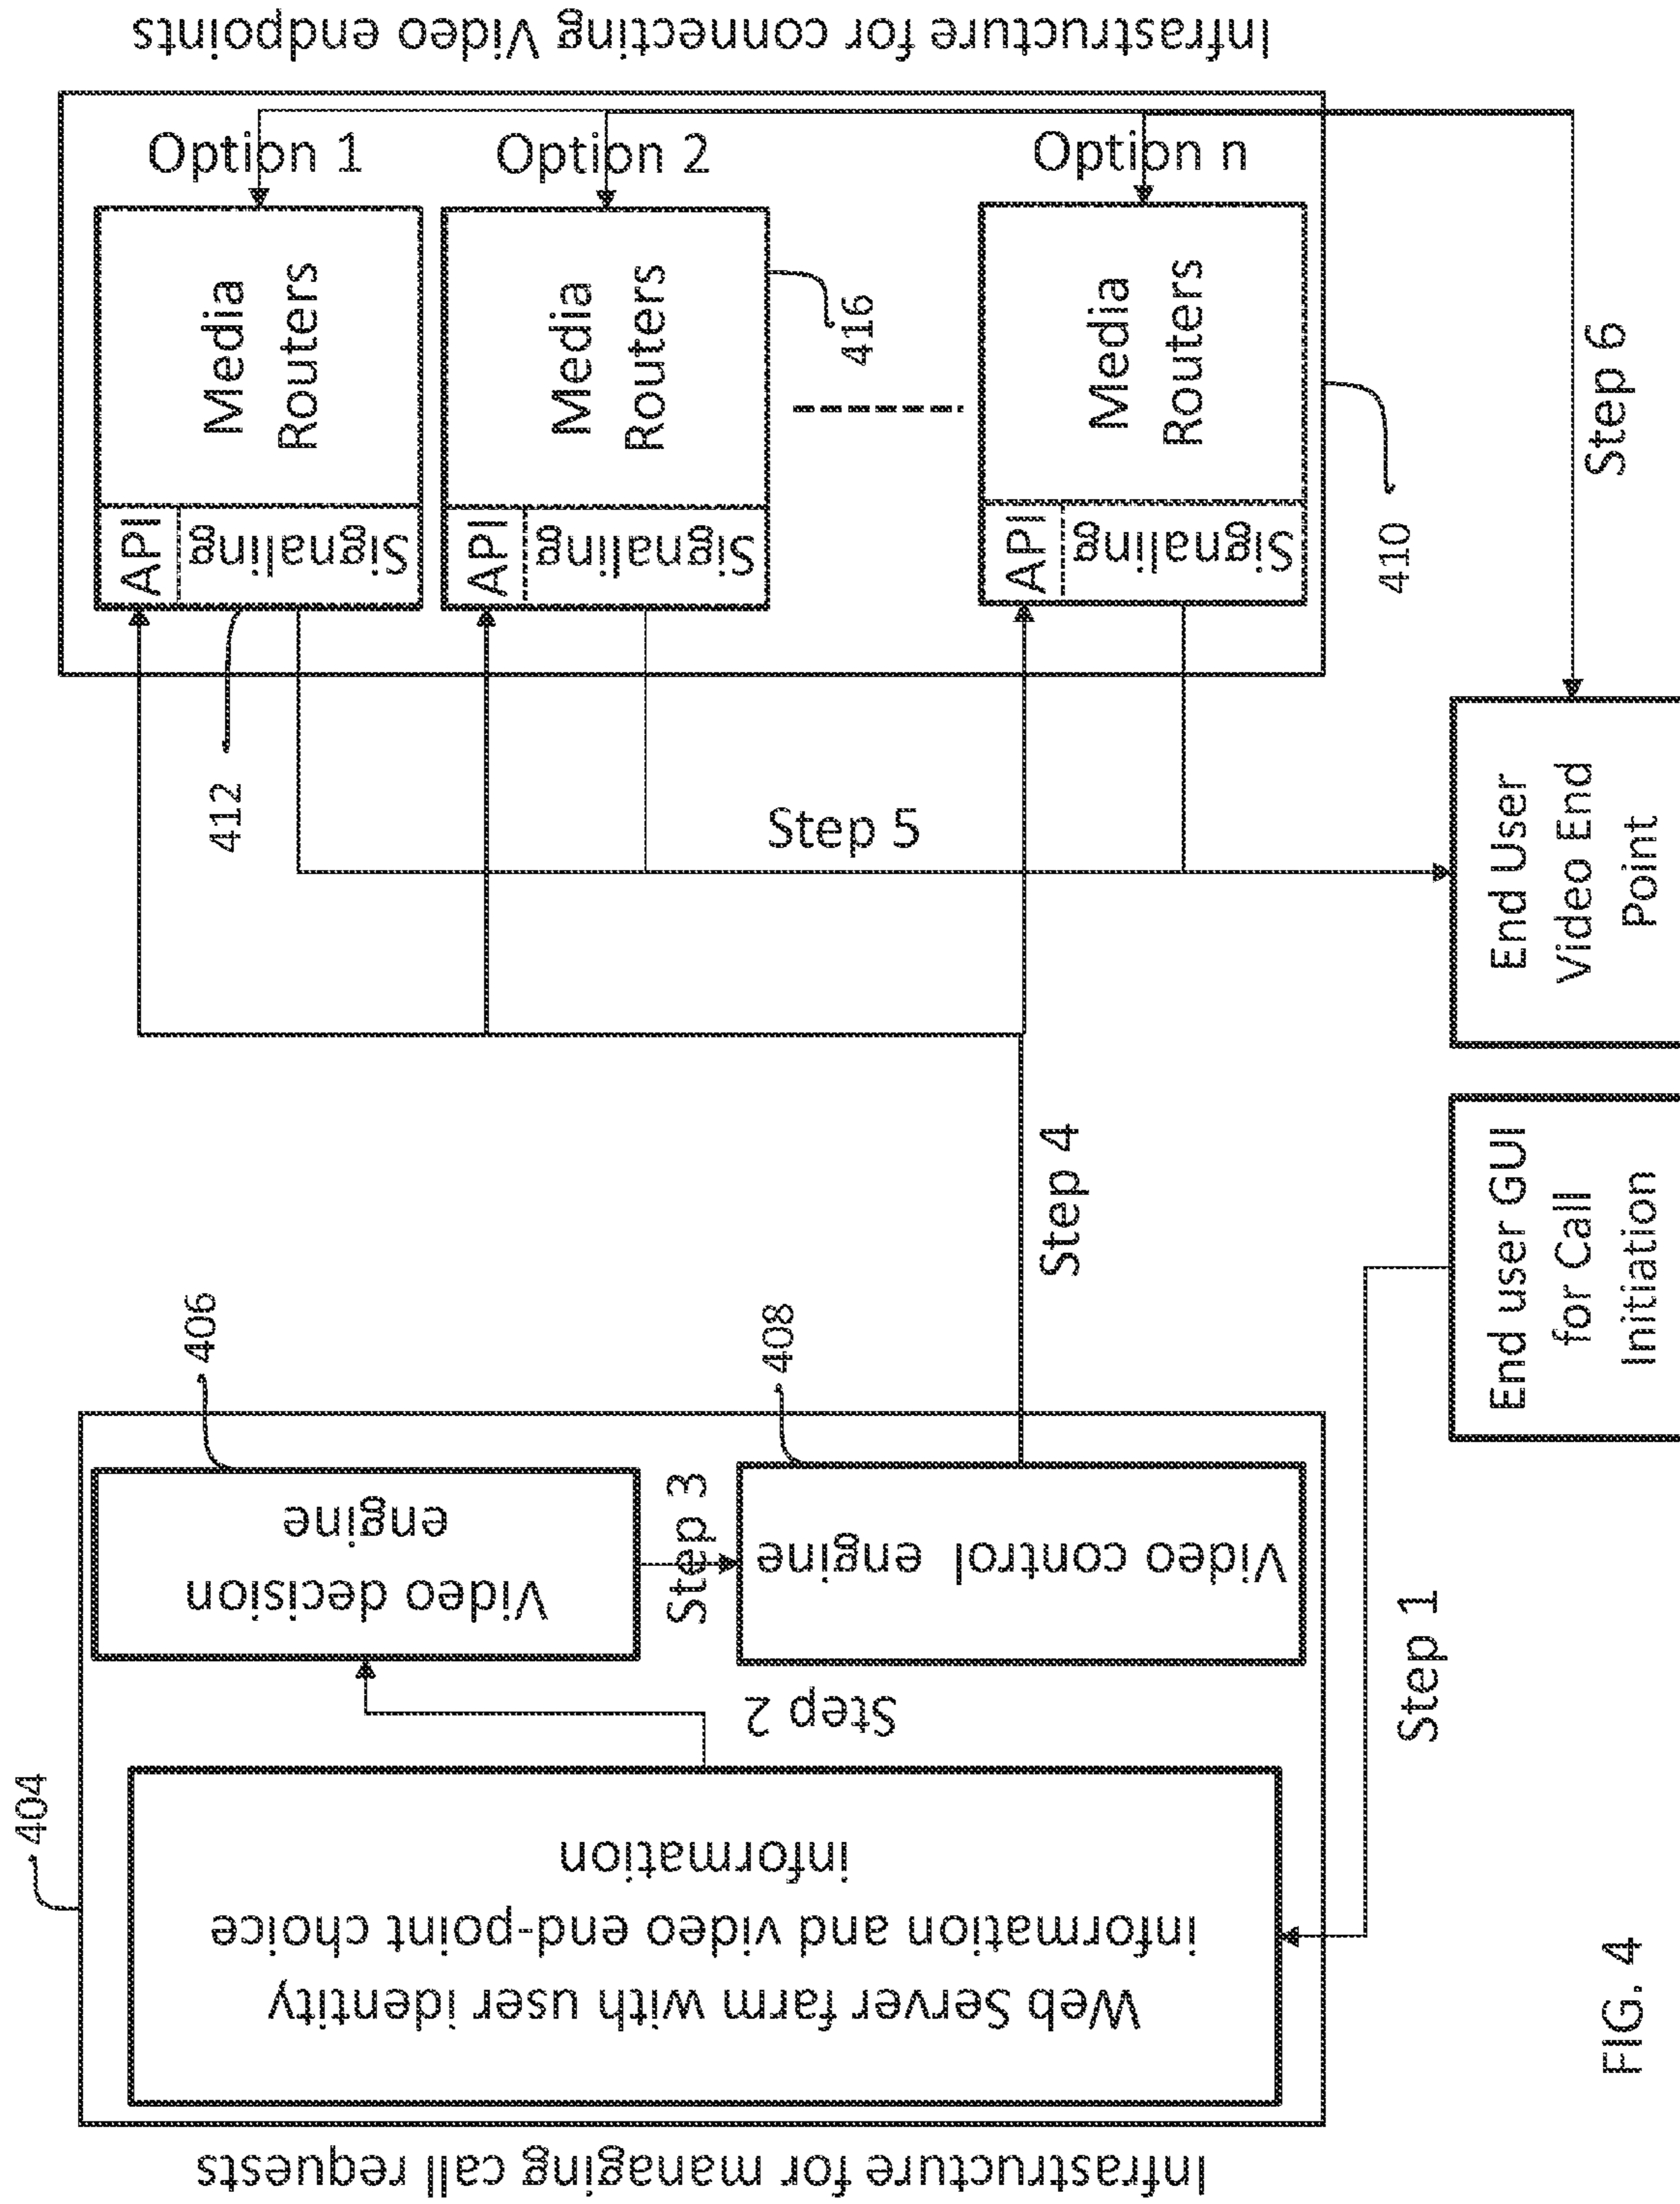 Infrastructure for managing call requests
404
Web Server farm with user identity
information and video end-point choice
information
Step 2
Video decision
engine
406
Step 3
Video control engine
408
Step 1
End user GUI
for Call
Initiation
Step 4
Step 5
End User
Video End
Point
Step 6
Infrastructure for connecting Video endpoints
Option 1
API
Signaling
Media
Routers
412
Option 2
API
Signaling
Media
Routers
416
Option n
API
Signaling
Media
Routers
410
FIG. 4